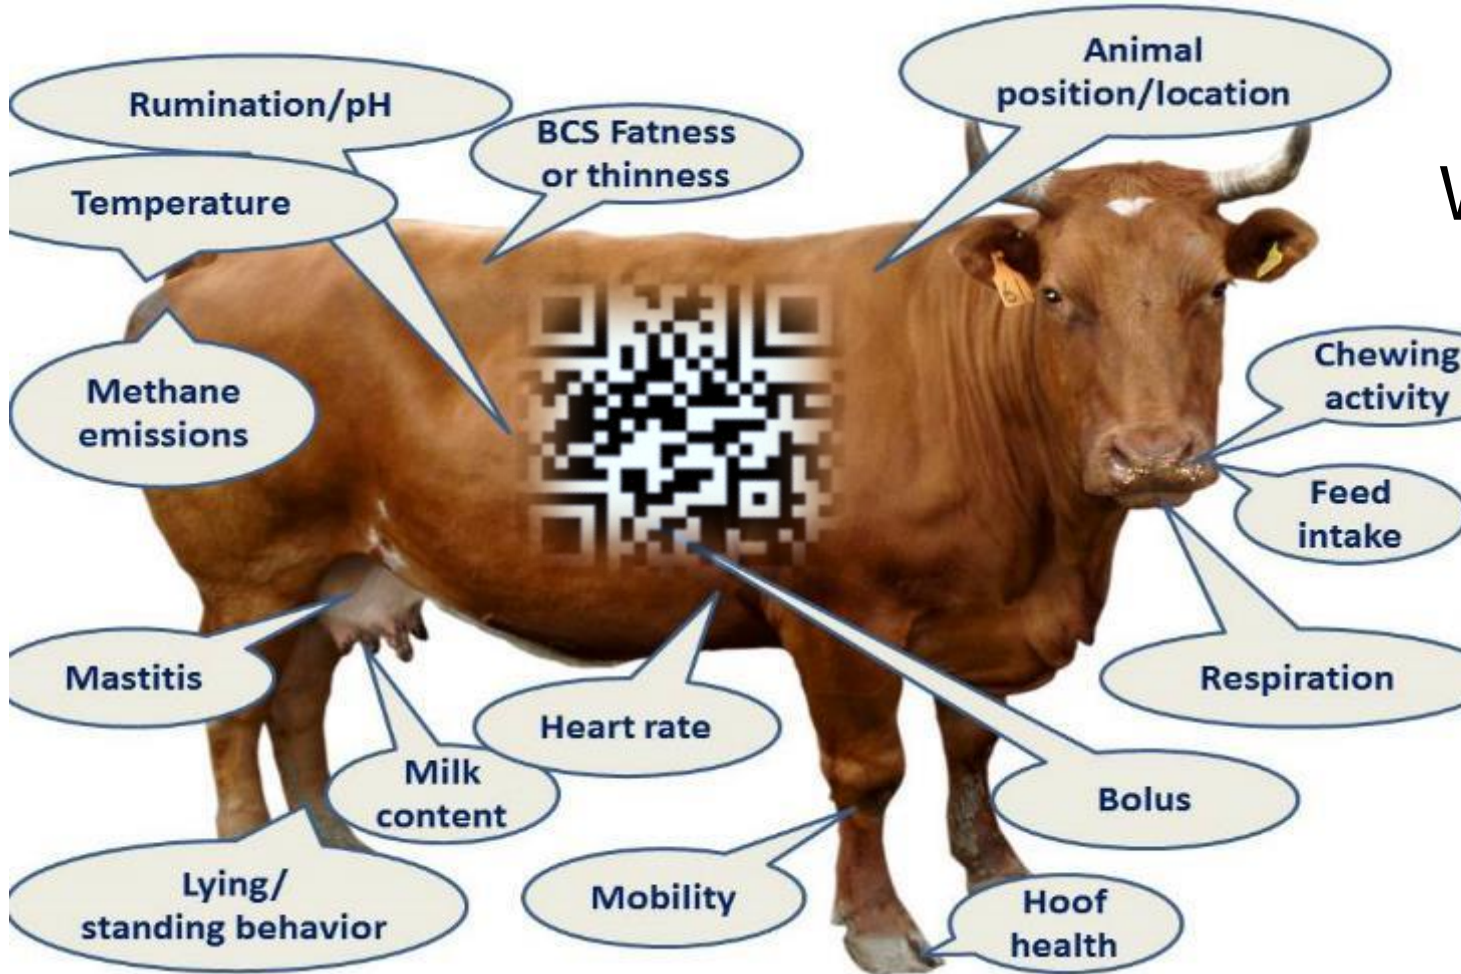 Animal
position/location
Rumination/pH
BCS Fatness
or thinness
Temperature
Chewing
activity
Methane
emissions
Feed
intake
Mastitis
Respiration
Heart rate
Milk
content
Bolus
Lying/
standing behavior
Mobility
Hoof
health